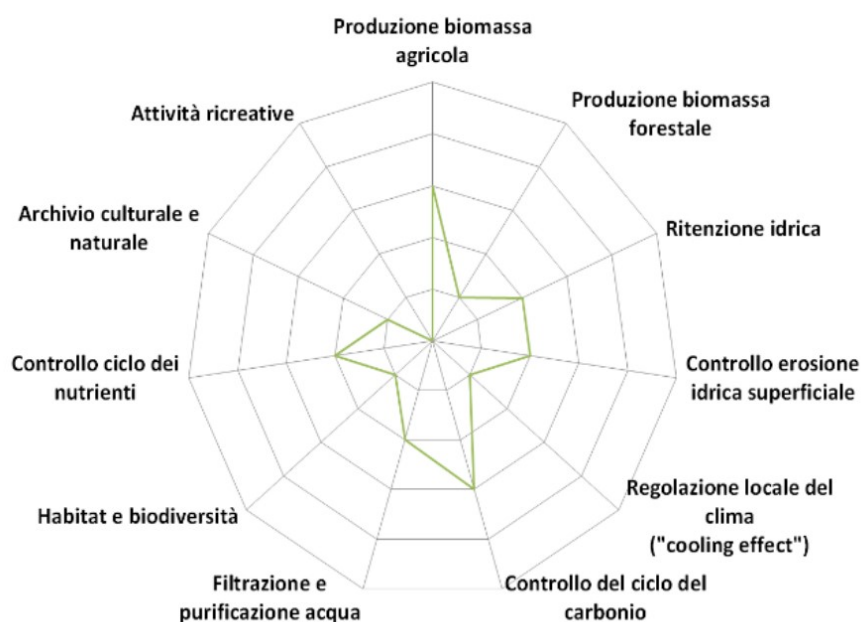 Produzione biomassa
agricola
Produzione biomassa
forestale
Ritenzione idrica
Controllo erosione
idrica superficiale
Regolazione locale del
clima
("cooling effect")
Controllo del ciclo del
carbonio
Filtrazione e
purificazione acqua
Habitat e biodiversità
Controllo ciclo dei
nutrienti
Archivio culturale e
naturale
Attività ricreative